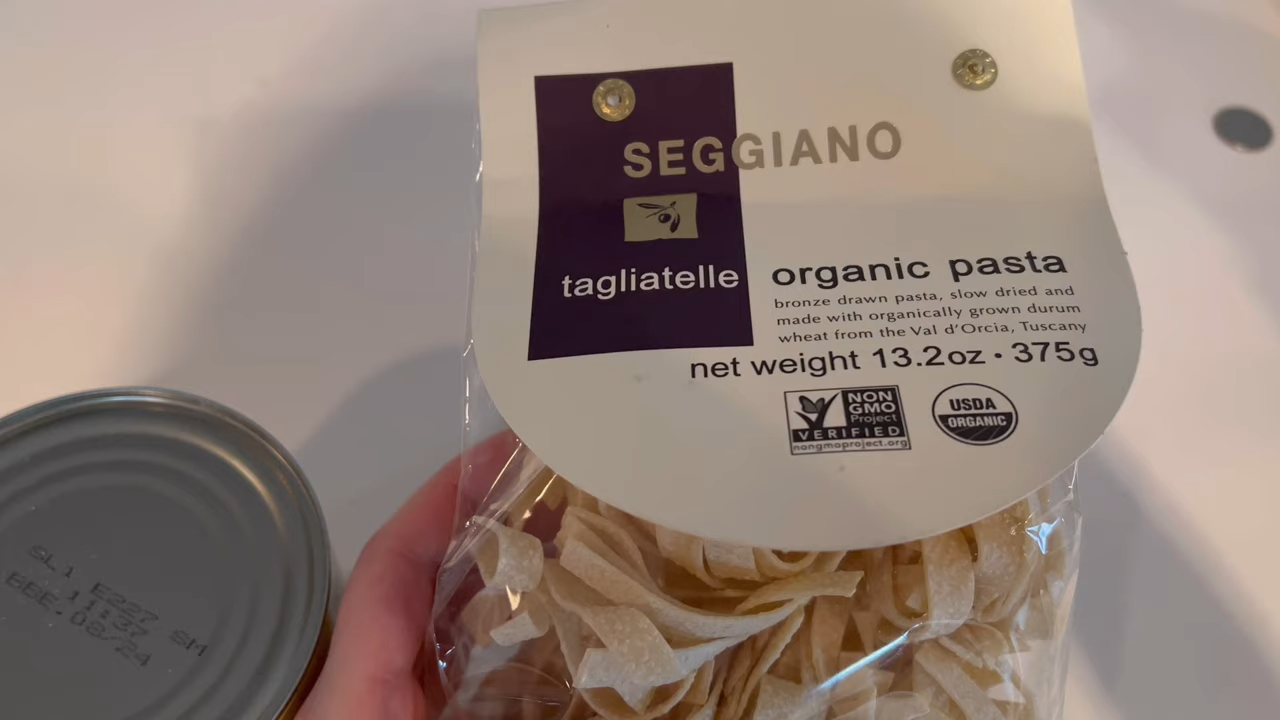 SEGGIANO
tagliatelle
organic pasta
bronze drawn pasta, slow dried and
made with organically grown durum
wheat from the Val d'Orcia, Tuscany
net weight 13.2oz • 375g
NON
GMO
Project
VERIFIED
nongmoproject.org
USDA
ORGANIC
SL1 E227 SM
11137
BBE.08/24